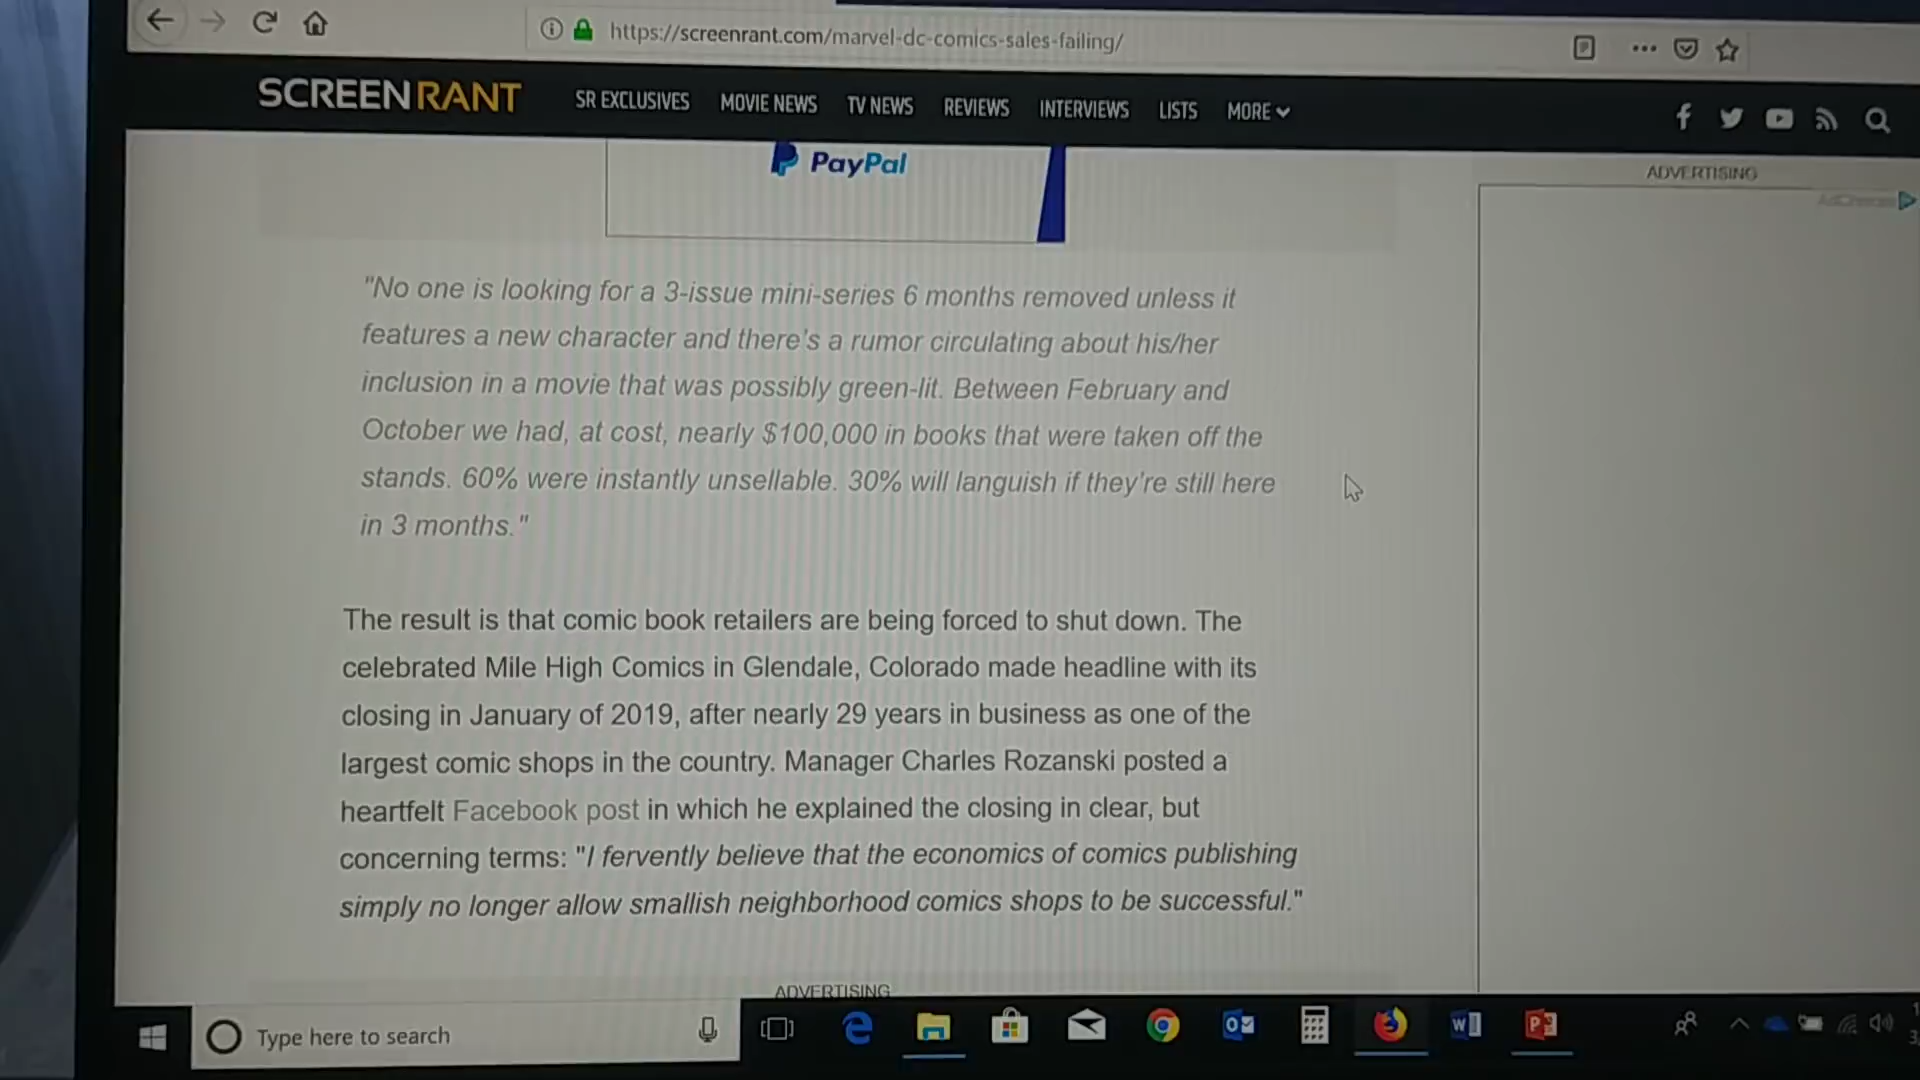 https://screenrant.com/marvel-dc-comics-sales-failing/
SCREENRANT SR EXCLUSIVES MOVIE NEWS TV NEWS REVIEWS INTERVIEWS LISTS MORE
PayPal
ADVERTISING
"No one is looking for a 3-issue mini-series 6 months removed unless it
features a new character and there's a rumor circulating about his/her
inclusion in a movie that was possibly green-lit. Between February and
October we had, at cost, nearly $100,000 in books that were taken off the
stands. 60% were instantly unsellable. 30% will languish if they're still here
in 3 months."
The result is that comic book retailers are being forced to shut down. The
celebrated Mile High Comics in Glendale, Colorado made headline with its
closing in January of 2019, after nearly 29 years in business as one of the
largest comic shops in the country. Manager Charles Rozanski posted a
heartfelt Facebook post in which he explained the closing in clear, but
concerning terms: "I fervently believe that the economics of comics publishing
simply no longer allow smallish neighborhood comics shops to be successful."
ADVERTISING
Type here to search